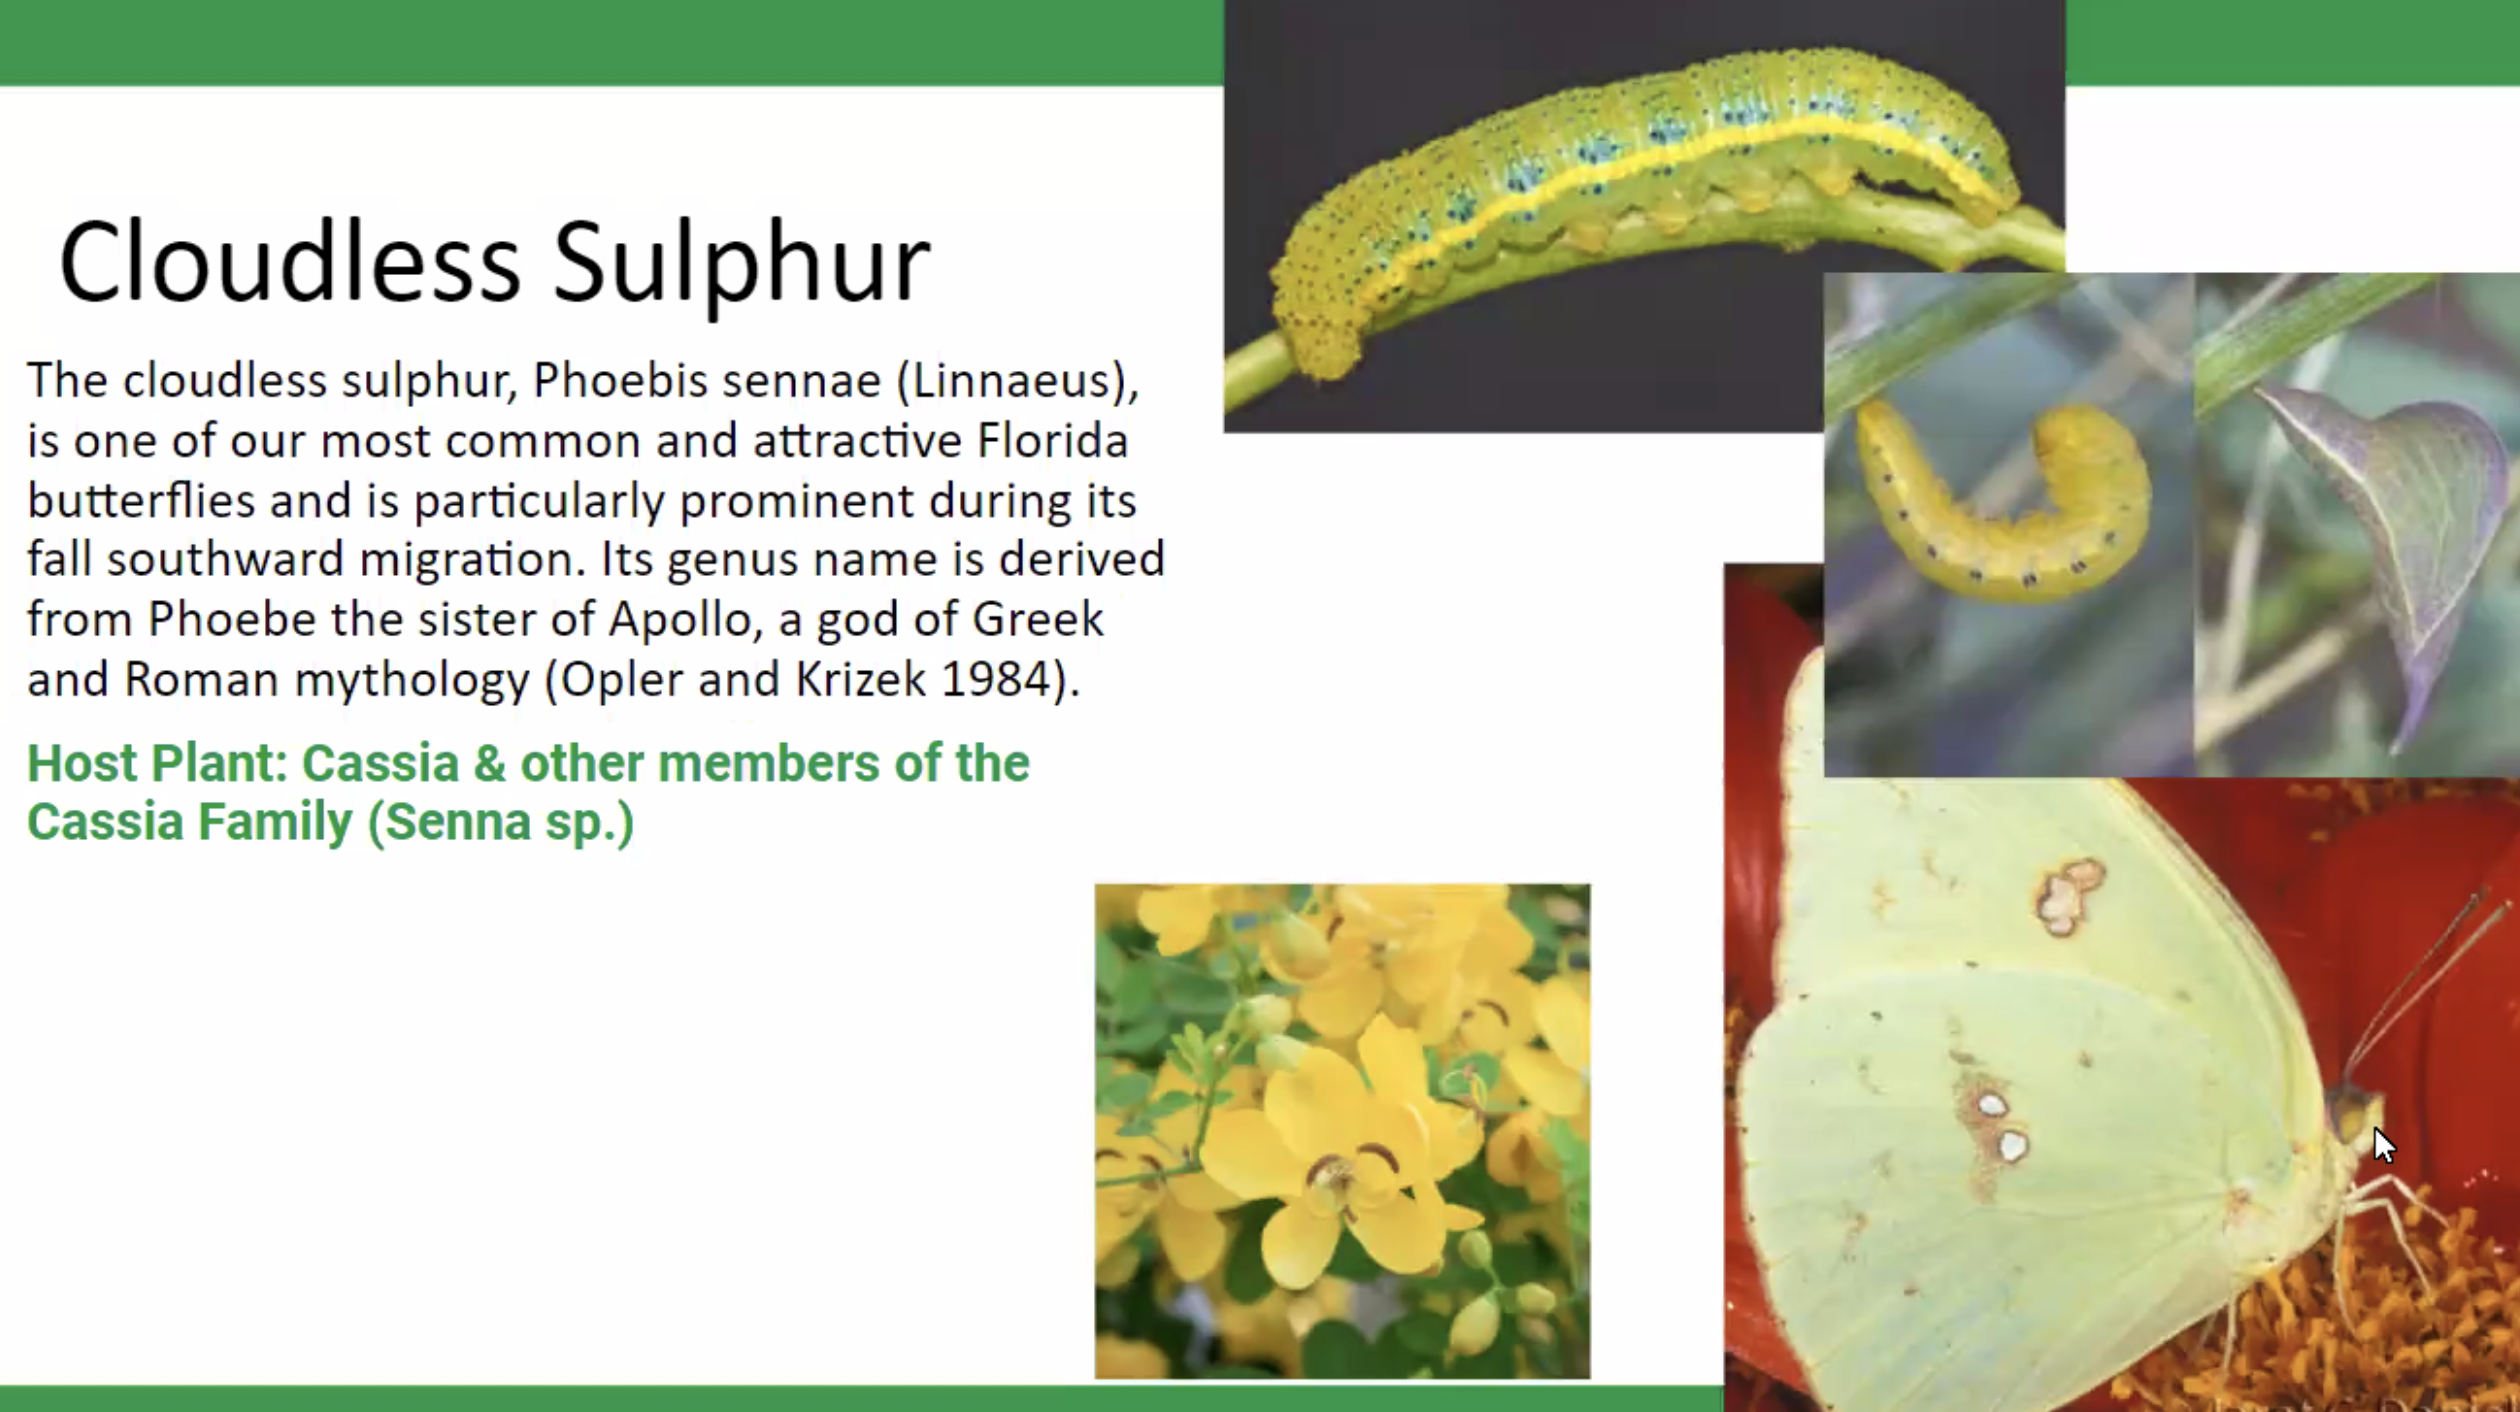 Cloudless Sulphur
The cloudless sulphur, Phoebis sennae (Linnaeus),
is one of our most common and attractive Florida
butterflies and is particularly prominent during its
fall southward migration. Its genus name is derived
from Phoebe the sister of Apollo, a god of Greek
and Roman mythology (Opler and Krizek 1984).
Host Plant: Cassia & other members of the
Cassia Family (Senna sp.)